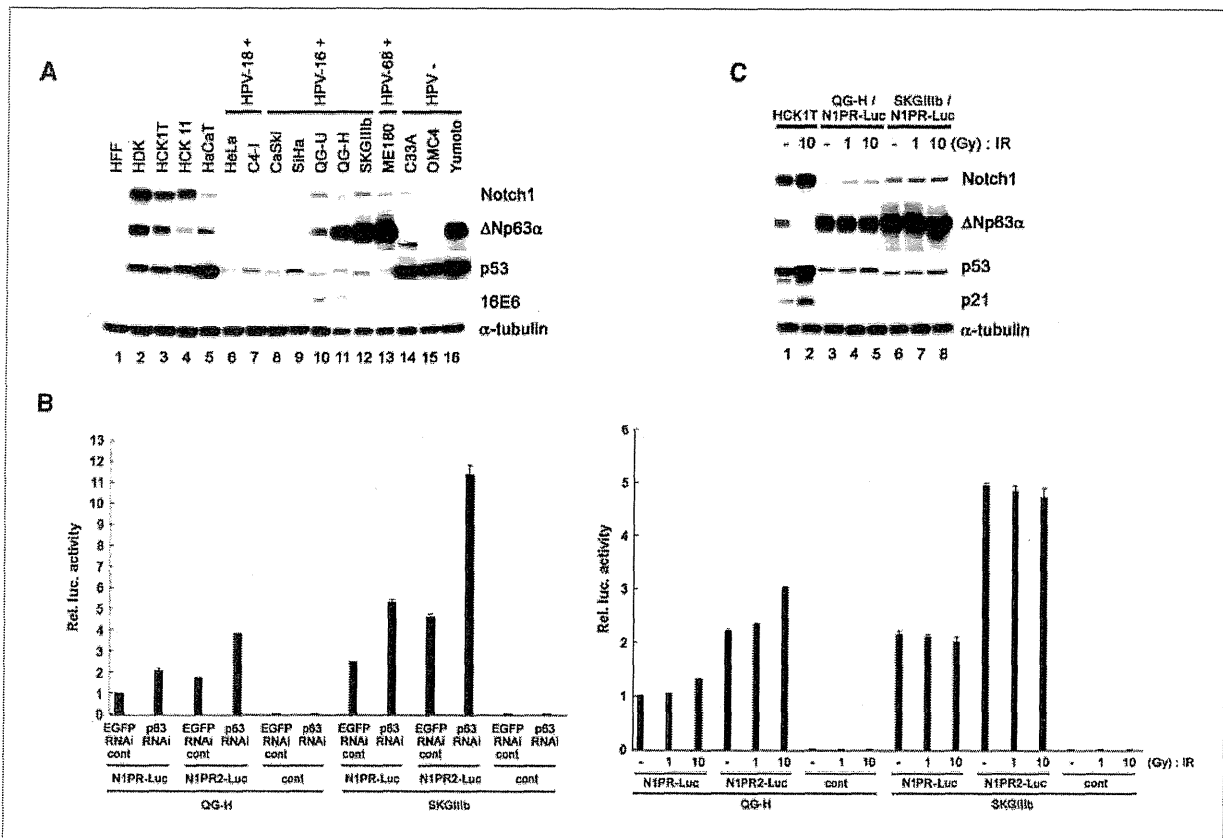 A
HPV-18 +
HPV-16 +
HPV-68 +
HPV -
HFF
HDK
HCK1T
HCK 11
HaCaT
HeLa
C4-I
CaSki
SiHa
QG-U
QG-H
SKGIIIb
ME180
C33A
OMC4
Yumoto
Notch1
ΔNp63α
p53
16E6
α-tubulin
1 2 3 4 5 6 7 8 9 10 11 12 13 14 15 16
C
QG-H / SKGIIIb /
HCK1T N1PR-Luc N1PR-Luc
- 10 - 1 10 - 1 10 (Gy) : IR
Notch1
ΔNp63α
p53
p21
α-tubulin
1 2 3 4 5 6 7 8
B
Rel. luc. activity
13
12
11
10
9
8
7
6
5
4
3
2
1
0
EGFP p63 EGFP p63 EGFP p63 EGFP p63 EGFP p63 EGFP p63
RNAi RNAi RNAi RNAi RNAi RNAi RNAi RNAi RNAi RNAi RNAi RNAi
cont cont cont cont cont cont
N1PR-Luc N1PR2-Luc cont N1PR-Luc N1PR2-Luc cont
QG-H SKGIIIb
Rel. luc. activity
6
5
4
3
2
1
0
- 1 10 - 1 10 - 1 10 - 1 10 - 1 10 - 1 10 (Gy) : IR
N1PR-Luc N1PR2-Luc cont N1PR-Luc N1PR2-Luc cont
QG-H SKGIIIb